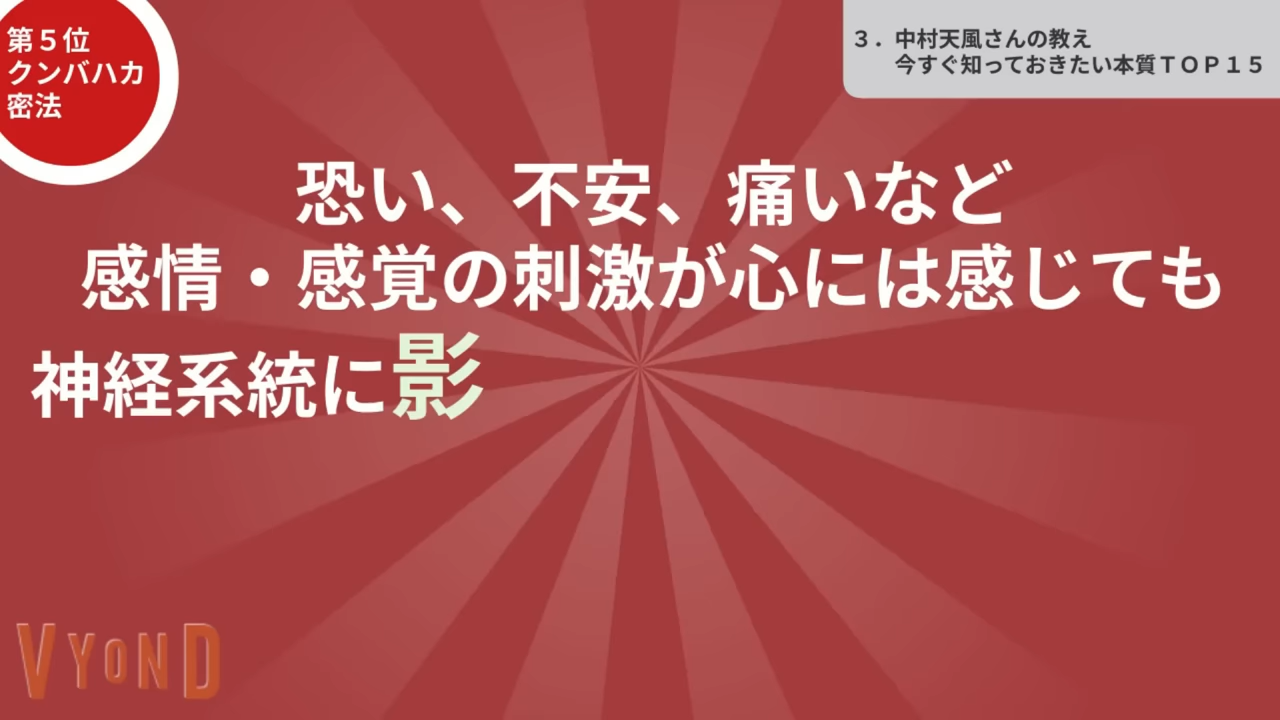 第５位
クンバハカ
密法
３．中村天風さんの教え
今すぐ知っておきたい本質ＴＯＰ１５
恐い、不安、痛いなど
感情・感覚の刺激が心には感じても
神経系統に影
VYOND